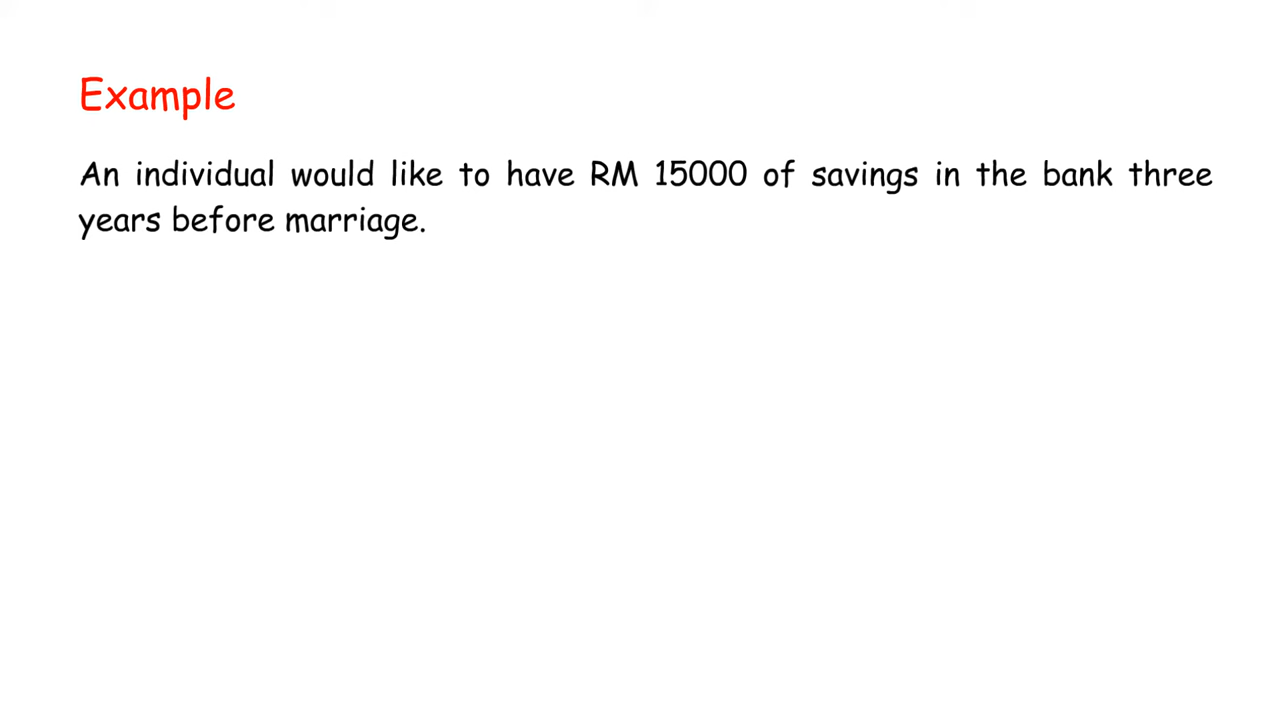 Example
An individual would like to have RM 15000 of savings in the bank three
years before marriage.